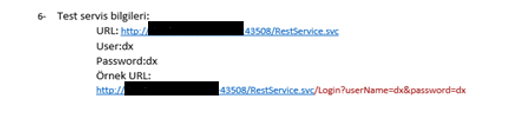 6- Test servis bilgileri:
URL: http:// 43508/RestService.svc
User:dx
Password:dx
Örnek URL:
http:// 43508/RestService.svc/Login?userName=dx&password=dx